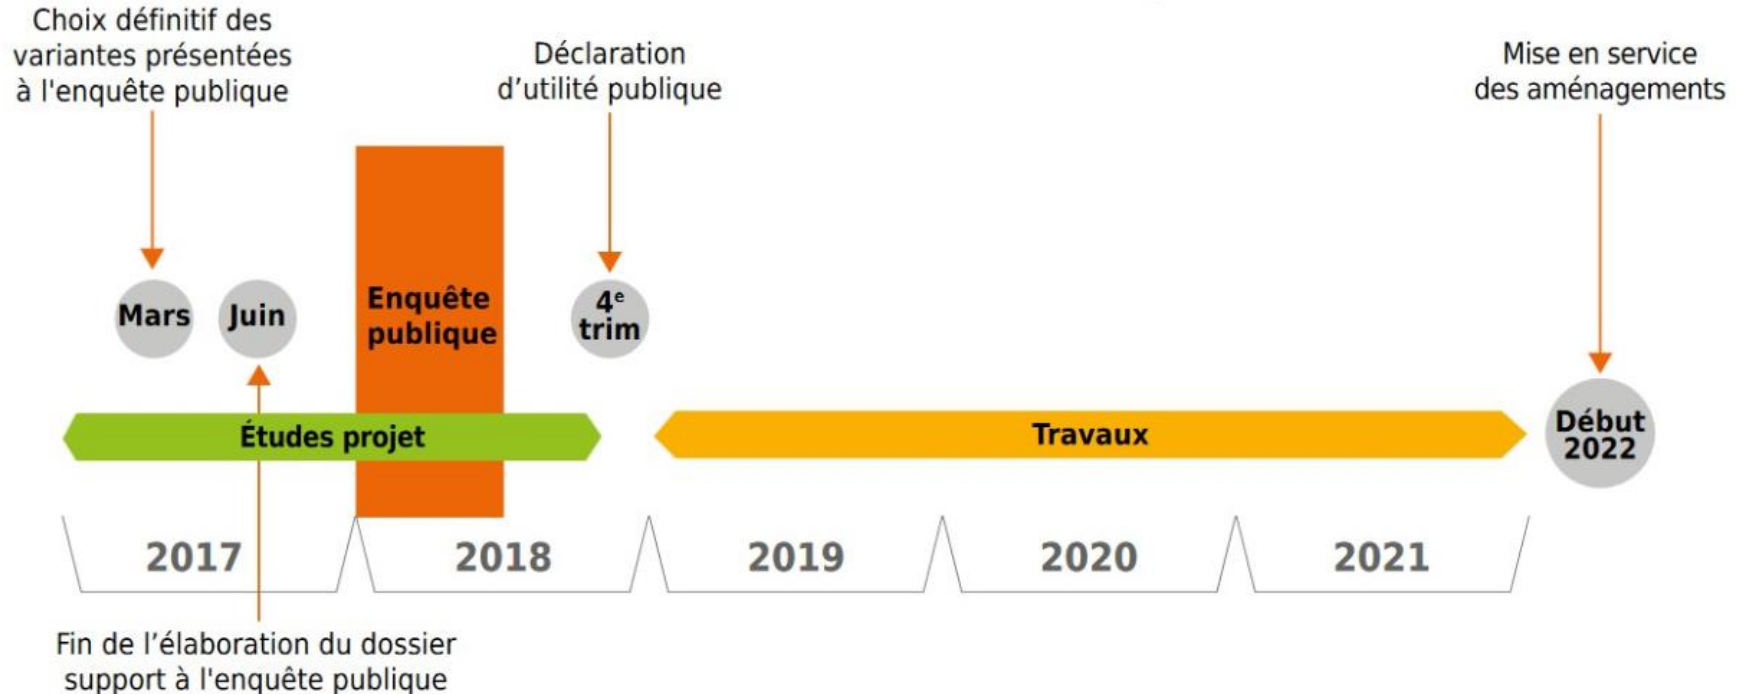 Choix définitif des
variantes présentées
à l'enquête publique
Déclaration
d’utilité publique
Mise en service
des aménagements
Mars
Juin
Enquête
publique
4e
trim
Études projet
Travaux
Début
2022
2017
2018
2019
2020
2021
Fin de l’élaboration du dossier
support à l'enquête publique